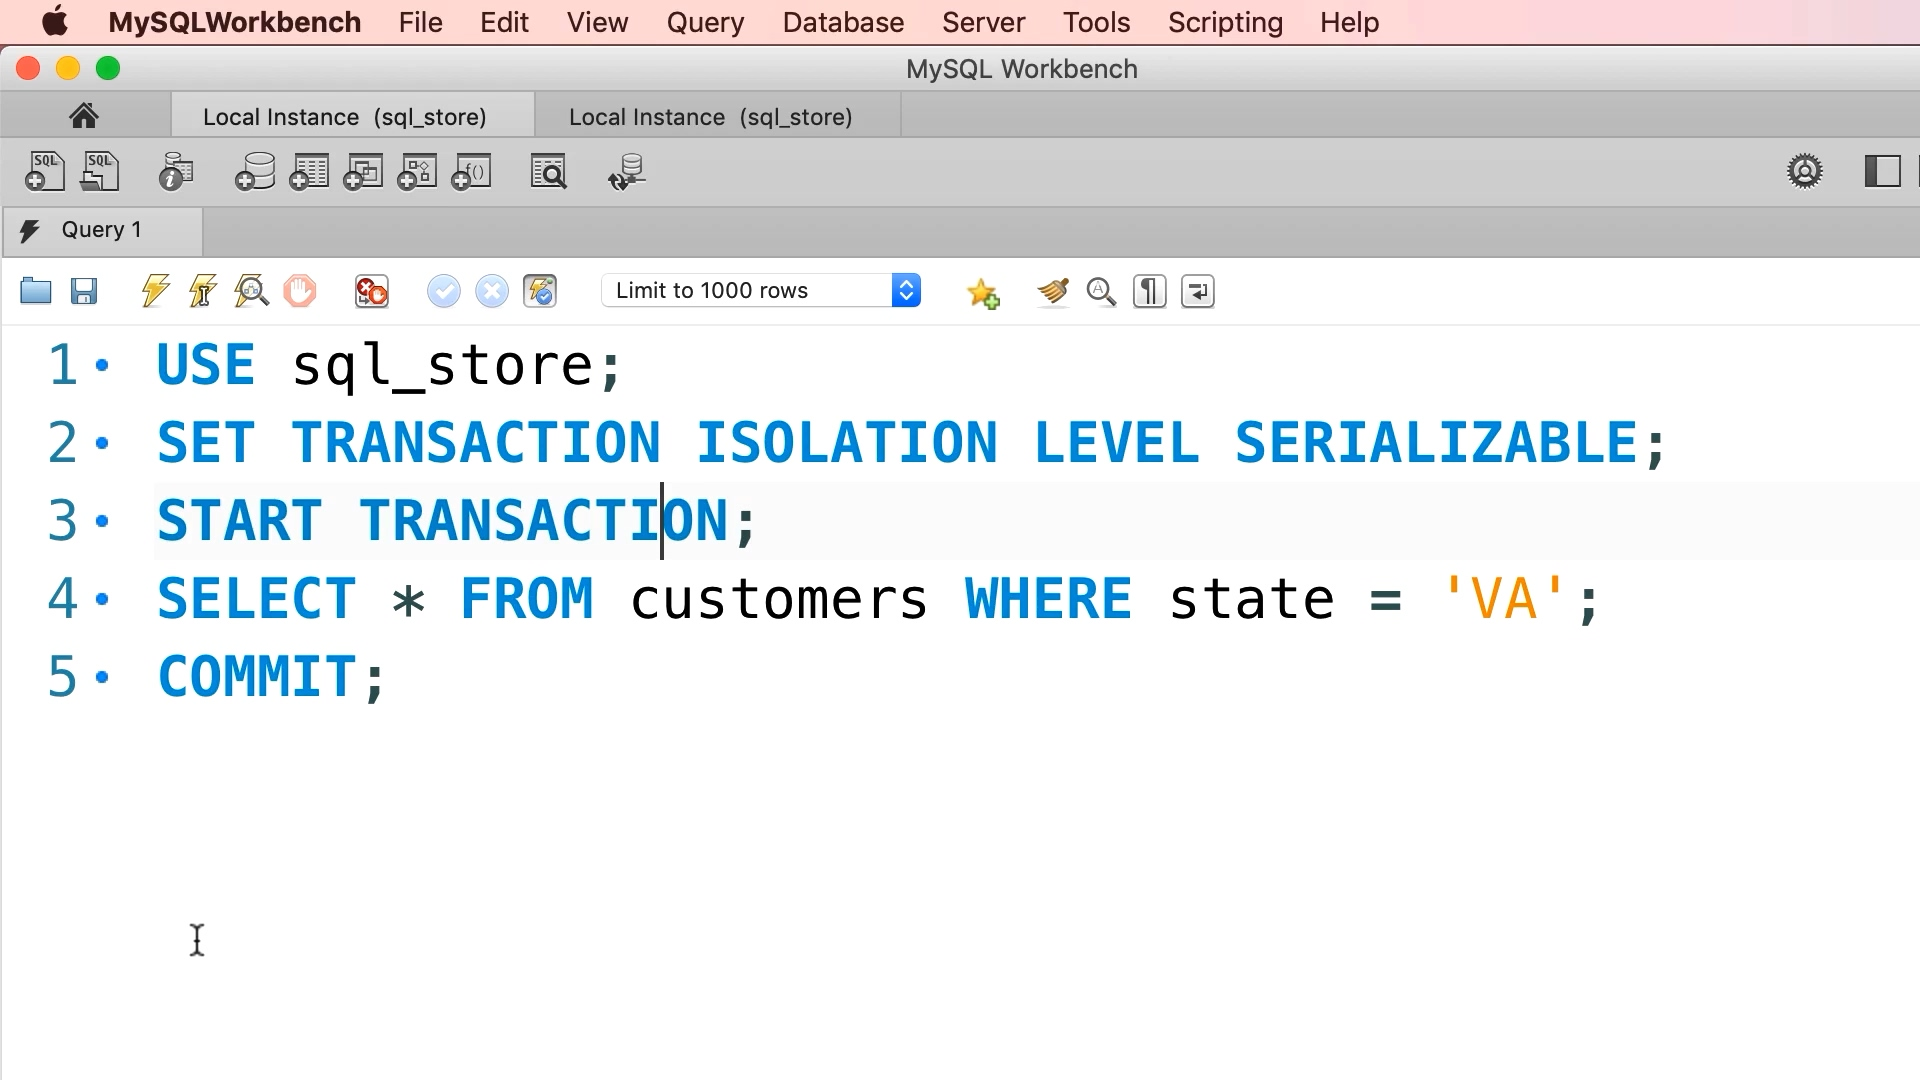 MySQLWorkbench File Edit View Query Database Server Tools Scripting Help
MySQL Workbench
Local Instance (sql_store) Local Instance (sql_store)
SQL SQL f()
Query 1
Limit to 1000 rows
1 USE sql_store;
2 SET TRANSACTION ISOLATION LEVEL SERIALIZABLE;
3 START TRANSACTION;
4 SELECT * FROM customers WHERE state = 'VA';
5 COMMIT;